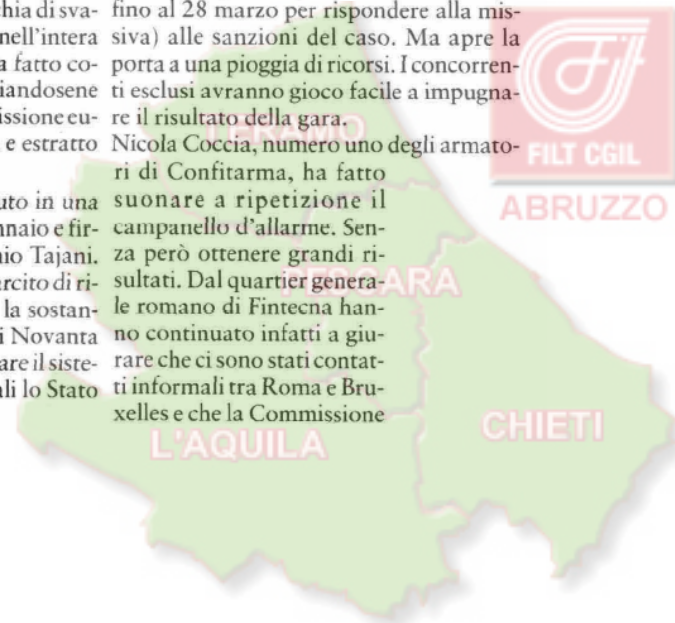 chia di sva-
nell'intera
a fatto co-
iandosene
issione eu-
e estratto
uto in una
nnaio e fir-
io Tajani.
ercito di ri-
la sostan-
i Novanta
are il siste-
ali lo Stato
fino al 28 marzo per rispondere alla mis-
siva) alle sanzioni del caso. Ma apre la
porta a una pioggia di ricorsi. I concorren-
ti esclusi avranno gioco facile a impugna-
re il risultato della gara.
Nicola Coccia, numero uno degli armato-
ri di Confitarma, ha fatto
suonare a ripetizione il
campanello d'allarme. Sen-
za però ottenere grandi ri-
sultati. Dal quartier genera-
le romano di Fintecna han-
no continuato infatti a giu-
rare che ci sono stati contat-
ti informali tra Roma e Bru-
xelles e che la Commissione
FILT CGIL
ABRUZZO
TERAMO
PESCARA
L'AQUILA
CHIETI